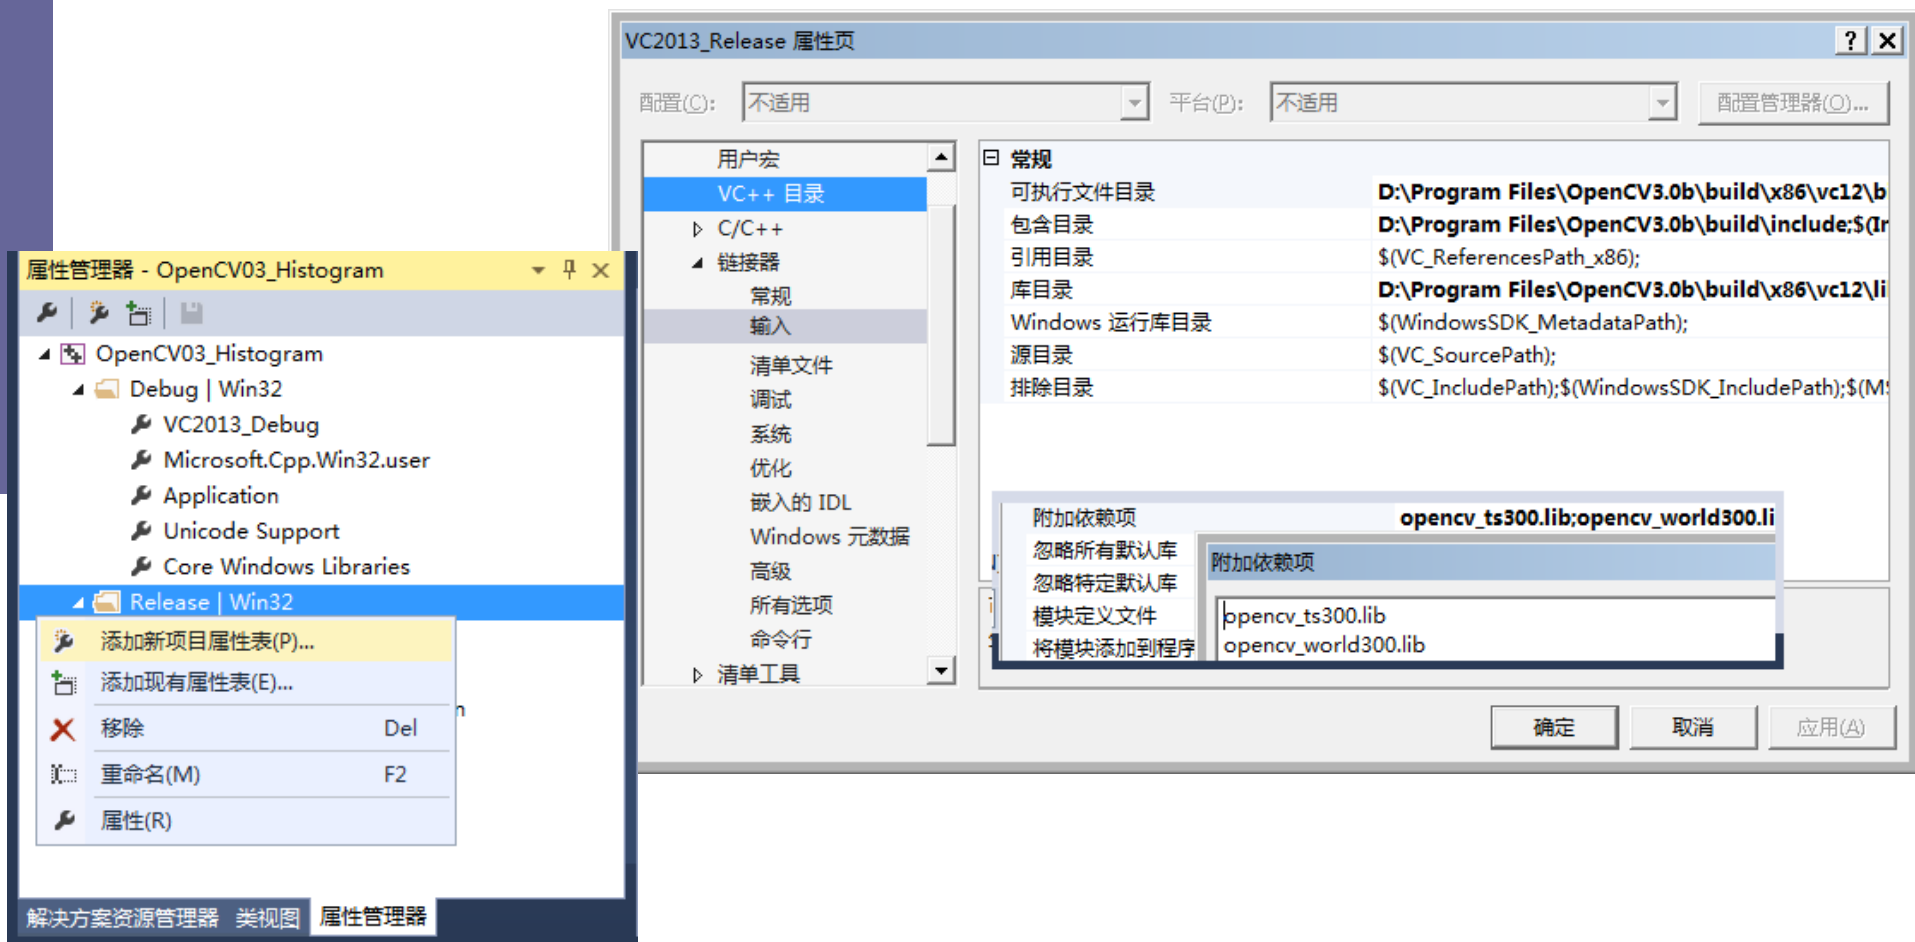 VC2013_Release 属性页
配置(C): 不适用 平台(P): 不适用 配置管理器(O)...
用户宏
VC++ 目录
C/C++
链接器
常规
输入
清单文件
调试
系统
优化
嵌入的 IDL
Windows 元数据
高级
所有选项
命令行
清单工具
常规
可执行文件目录 D:\Program Files\OpenCV3.0b\build\x86\vc12\b
包含目录 D:\Program Files\OpenCV3.0b\build\include;$(In
引用目录 $(VC_ReferencesPath_x86);
库目录 D:\Program Files\OpenCV3.0b\build\x86\vc12\li
Windows 运行库目录 $(WindowsSDK_MetadataPath);
源目录 $(VC_SourcePath);
排除目录 $(VC_IncludePath);$(WindowsSDK_IncludePath);$(MS
附加依赖项 opencv_ts300.lib;opencv_world300.li
忽略所有默认库
忽略特定默认库
模块定义文件
将模块添加到程序
附加依赖项
opencv_ts300.lib
opencv_world300.lib
确定 取消 应用(A)
属性管理器 - OpenCV03_Histogram
OpenCV03_Histogram
Debug | Win32
VC2013_Debug
Microsoft.Cpp.Win32.user
Application
Unicode Support
Core Windows Libraries
Release | Win32
添加新项目属性表(P)...
添加现有属性表(E)...
移除 Del
重命名(M) F2
属性(R)
解决方案资源管理器 类视图 属性管理器